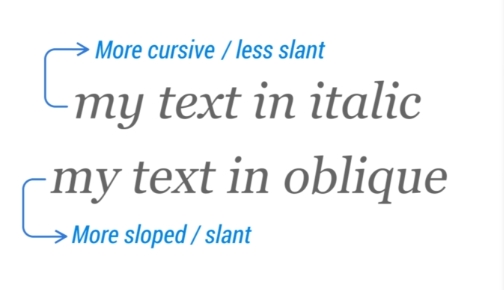 More cursive / less slant
my text in italic
my text in oblique
More sloped / slant